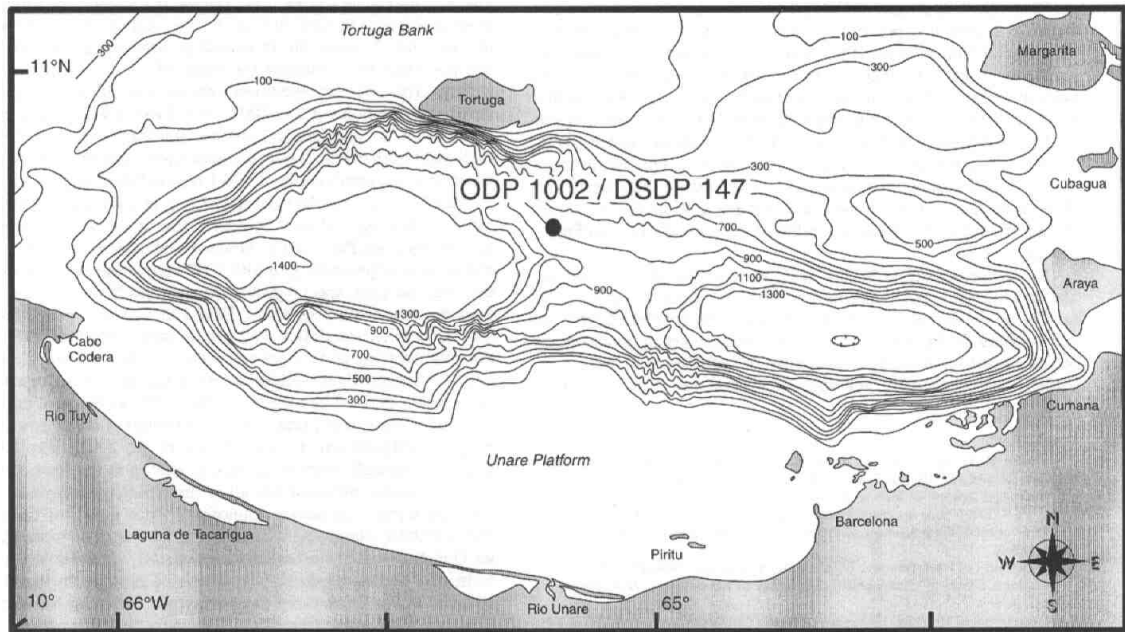 Tortuga Bank
300
11°N
100
Tortuga
100
300
Margarita
300
Cubagua
ODP 1002 / DSDP 147
700
500
900
1100
1300
Araya
1400
900
1300
900
700
500
300
Cabo
Codera
Rio Tuy
Cumana
Unare Platform
Laguna de Tacarigua
Barcelona
Piritu
Rio Unare
N
W
E
S
10°
66°W
65°